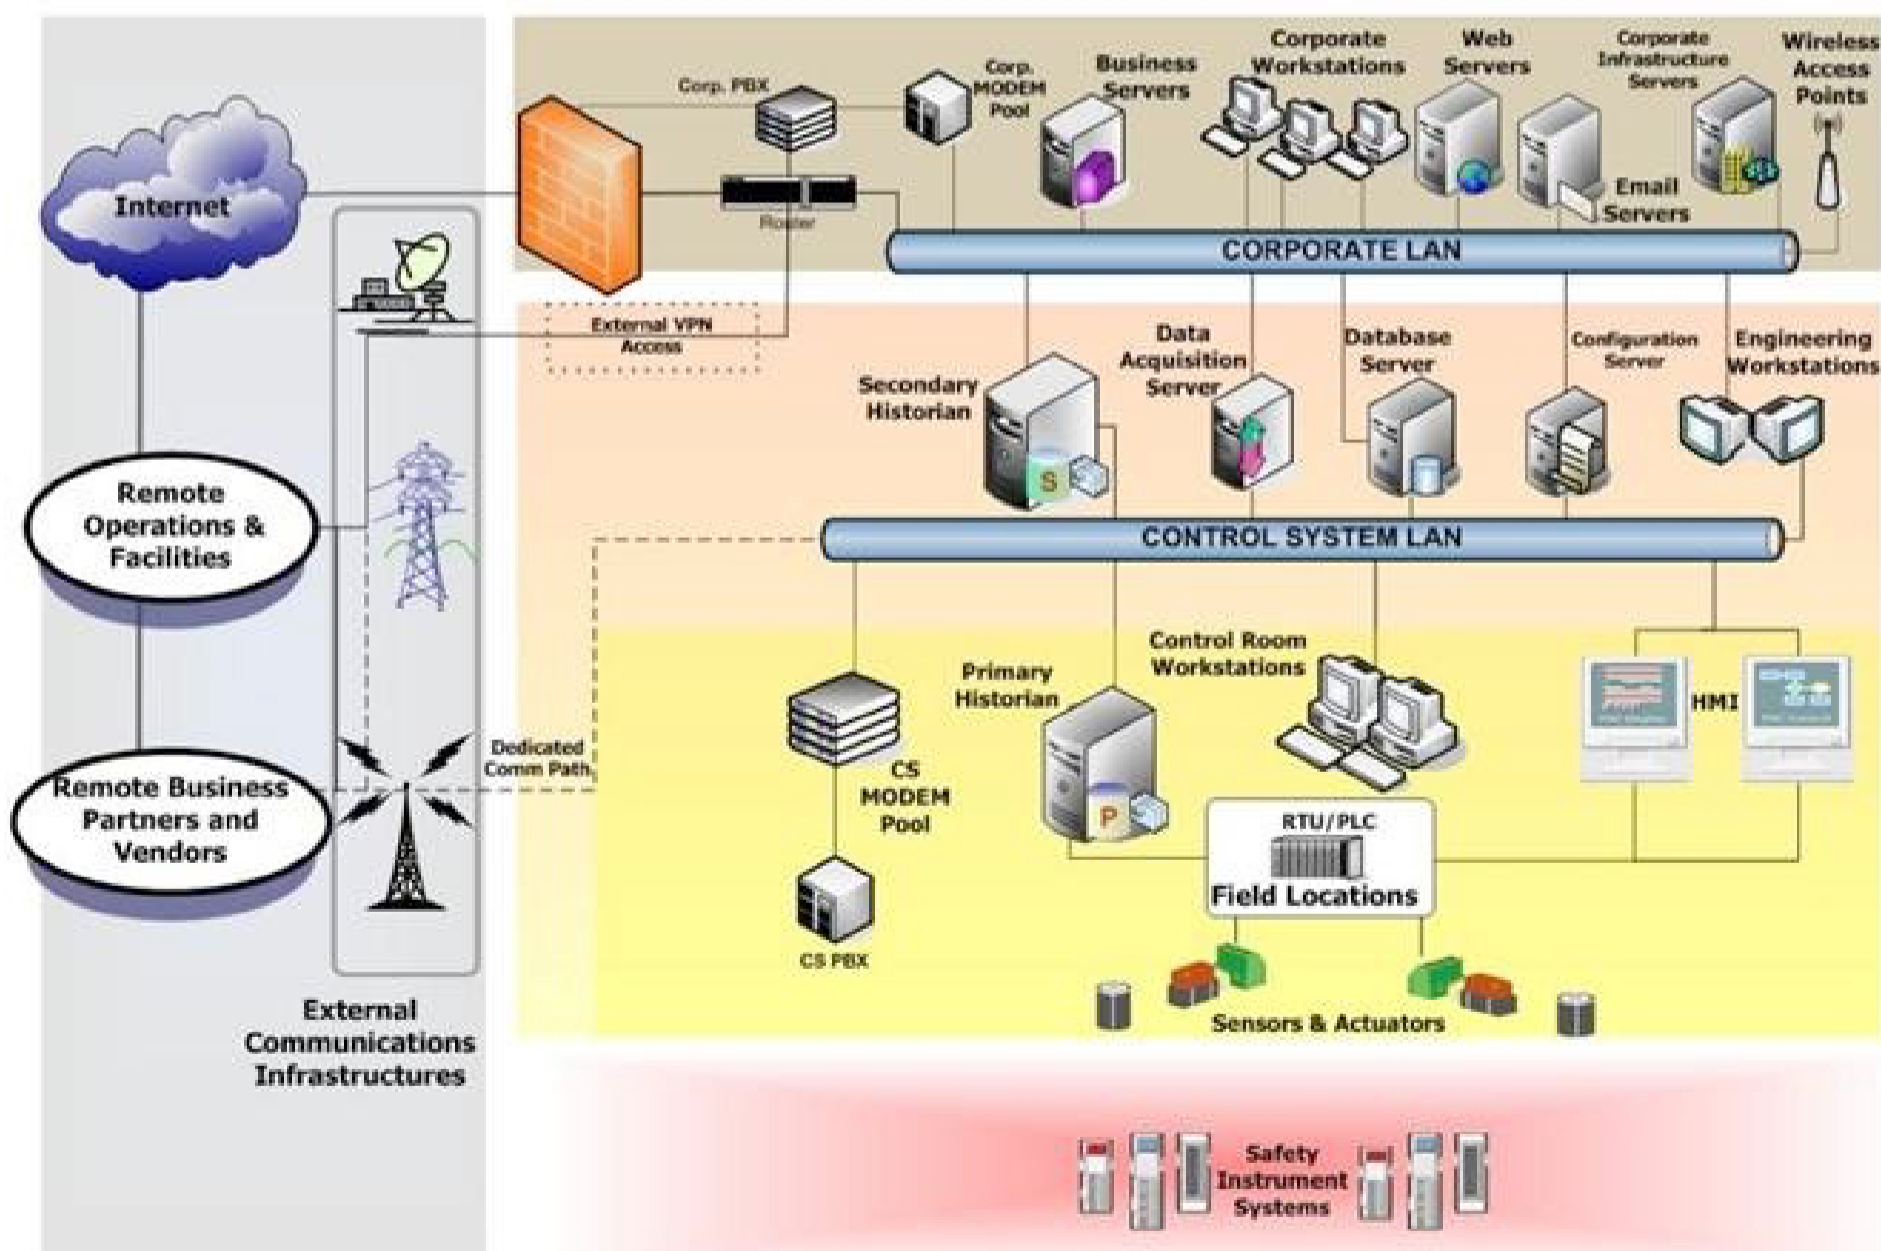 Internet
Remote
Operations &
Facilities
Remote Business
Partners and
Vendors
External
Communications
Infrastructures
Dedicated
Comm Path
External VPN
Access
Corp. PBX
Router
Corp.
MODEM
Pool
Business
Servers
Corporate
Workstations
Web
Servers
Email
Servers
Corporate
Infrastructure
Servers
Wireless
Access
Points
CORPORATE LAN
Secondary
Historian
S
Data
Acquisition
Server
Database
Server
Configuration
Server
Engineering
Workstations
CONTROL SYSTEM LAN
CS
MODEM
Pool
CS PBX
Primary
Historian
P
Control Room
Workstations
HMI
RTU/PLC
Field Locations
Sensors & Actuators
Safety
Instrument
Systems